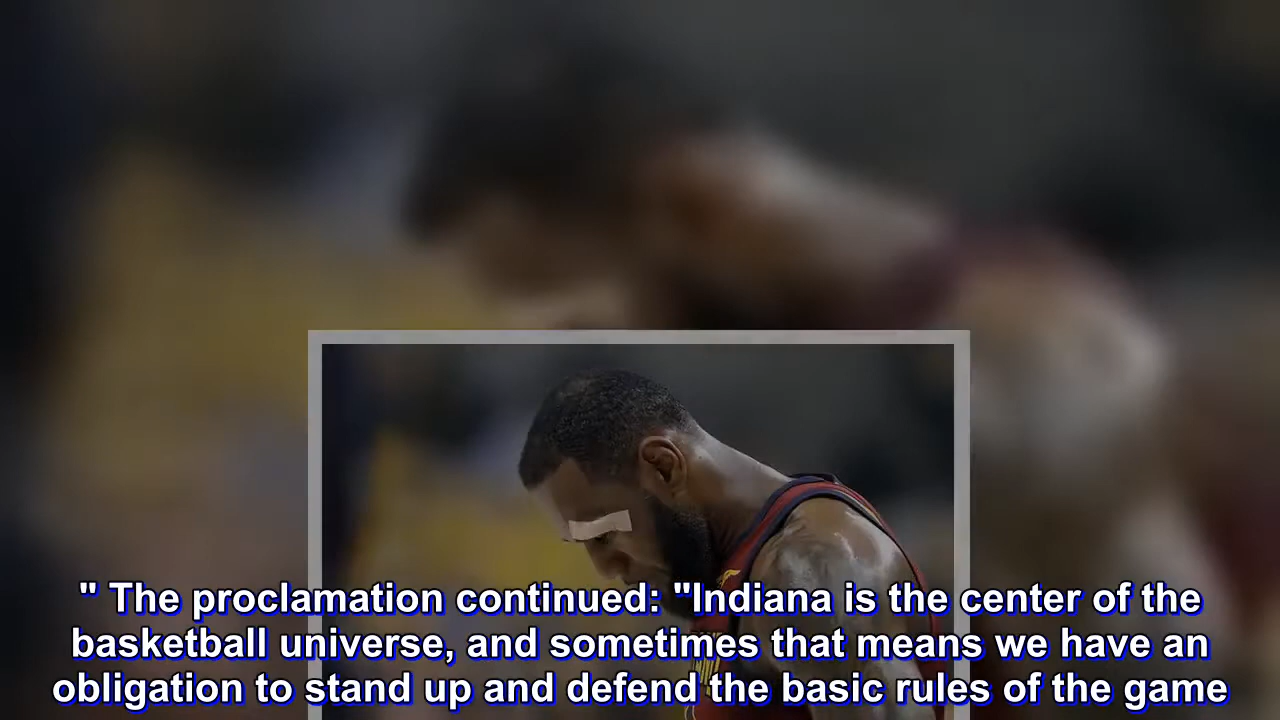 " The proclamation continued: "Indiana is the center of the
basketball universe, and sometimes that means we have an
obligation to stand up and defend the basic rules of the game